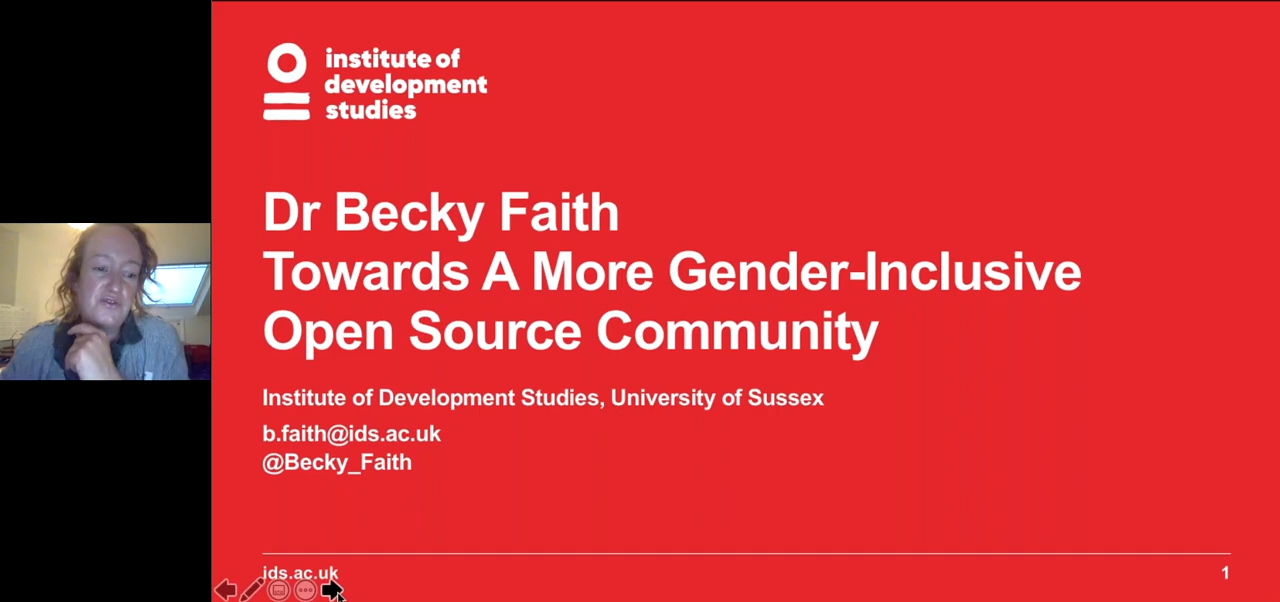 institute of
development
studies
Dr Becky Faith
Towards A More Gender-Inclusive
Open Source Community
Institute of Development Studies, University of Sussex
b.faith@ids.ac.uk
@Becky_Faith
ids.ac.uk
1